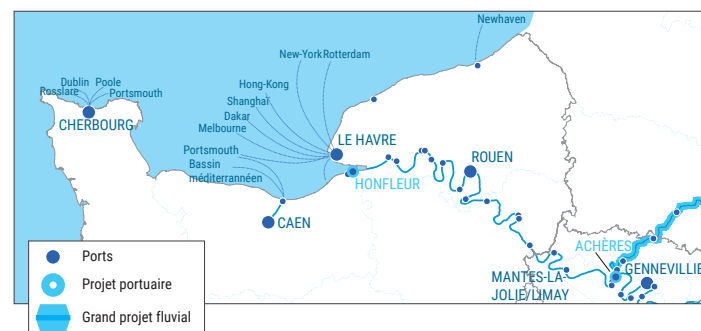 Newhaven
New-York
Rotterdam
Dublin
Poole
Rosslare
Portsmouth
CHERBOURG
Hong-Kong
Shanghaï
Dakar
Melbourne
LE HAVRE
Portsmouth
Bassin
méditerrannéen
ROUEN
HONFLEUR
CAEN
ACHÈRES
GENNEVILLIE
MANTES-LA-
JOLIE/LIMAY
Ports
Projet portuaire
Grand projet fluvial